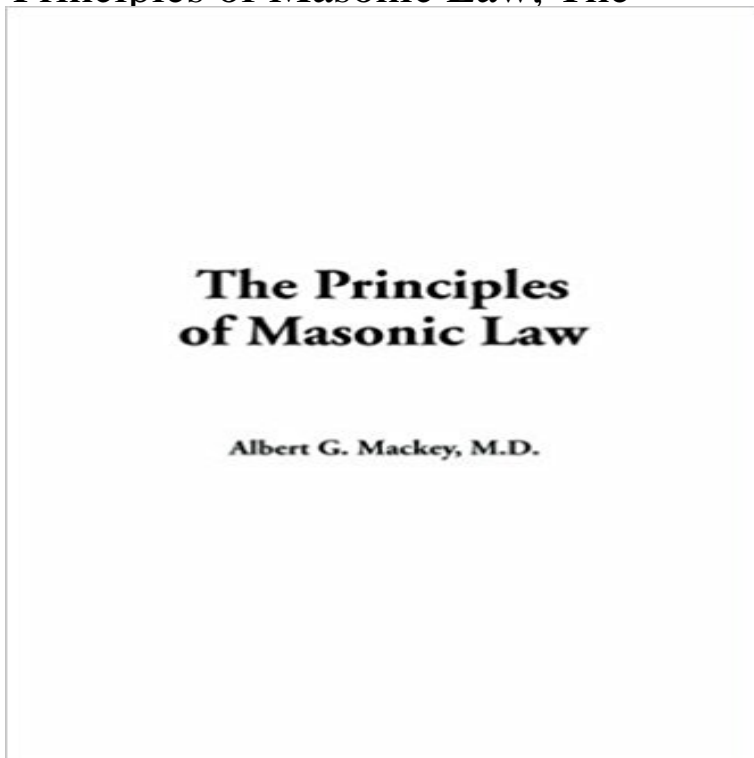 Principles of Masonic Law, The
The Principles
of Masonic Law
Albert G. Mackey, M.D.